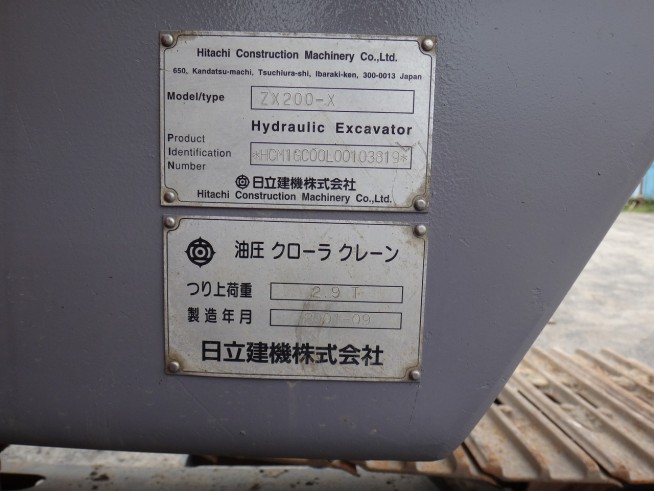 Hitachi Construction Machinery Co.,Ltd.
650, Kandatsu-machi, Tsuchiura-shi, Ibaraki-ken, 300-0013 Japan
Model/type ZX200-X
Hydraulic Excavator
Product Identification Number *HCM1GC00L00103819*
日立建機株式会社
Hitachi Construction Machinery Co.,Ltd.
油圧 クローラ クレーン
つり上荷重 2.9 T
製造年月
日立建機株式会社